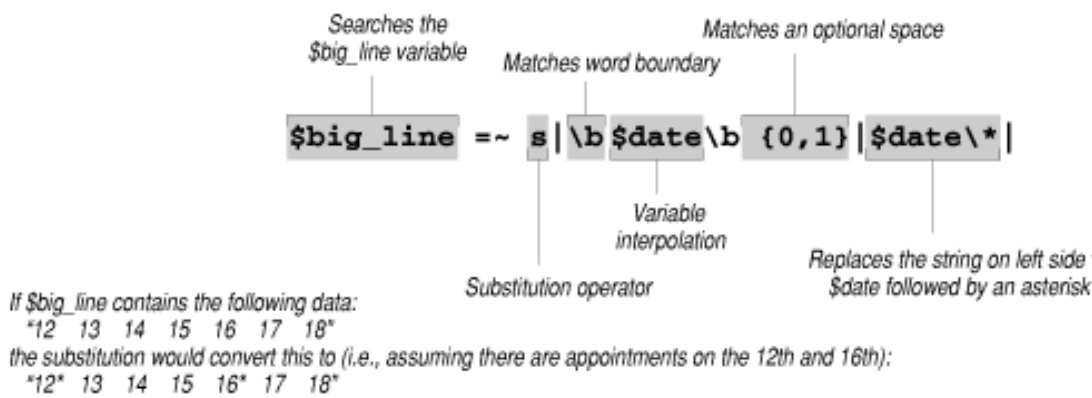 Searches the
$big_line variable
Matches an optional space
Matches word boundary
$big_line =~ s|\b$date\b {0,1}|$date\*|
Variable
interpolation
Substitution operator
Replaces the string on left side
$date followed by an asterisk
If $big_line contains the following data:
"12 13 14 15 16 17 18"
the substitution would convert this to (i.e., assuming there are appointments on the 12th and 16th):
"12* 13 14 15 16* 17 18"